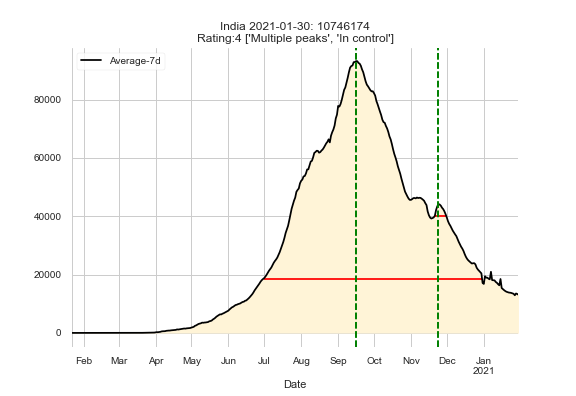 India 2021-01-30: 10746174
Rating:4 ['Multiple peaks', 'In control']
Average-7d
80000
60000
40000
20000
0
Feb Mar Apr May Jun Jul Aug Sep Oct Nov Dec Jan
2021
Date